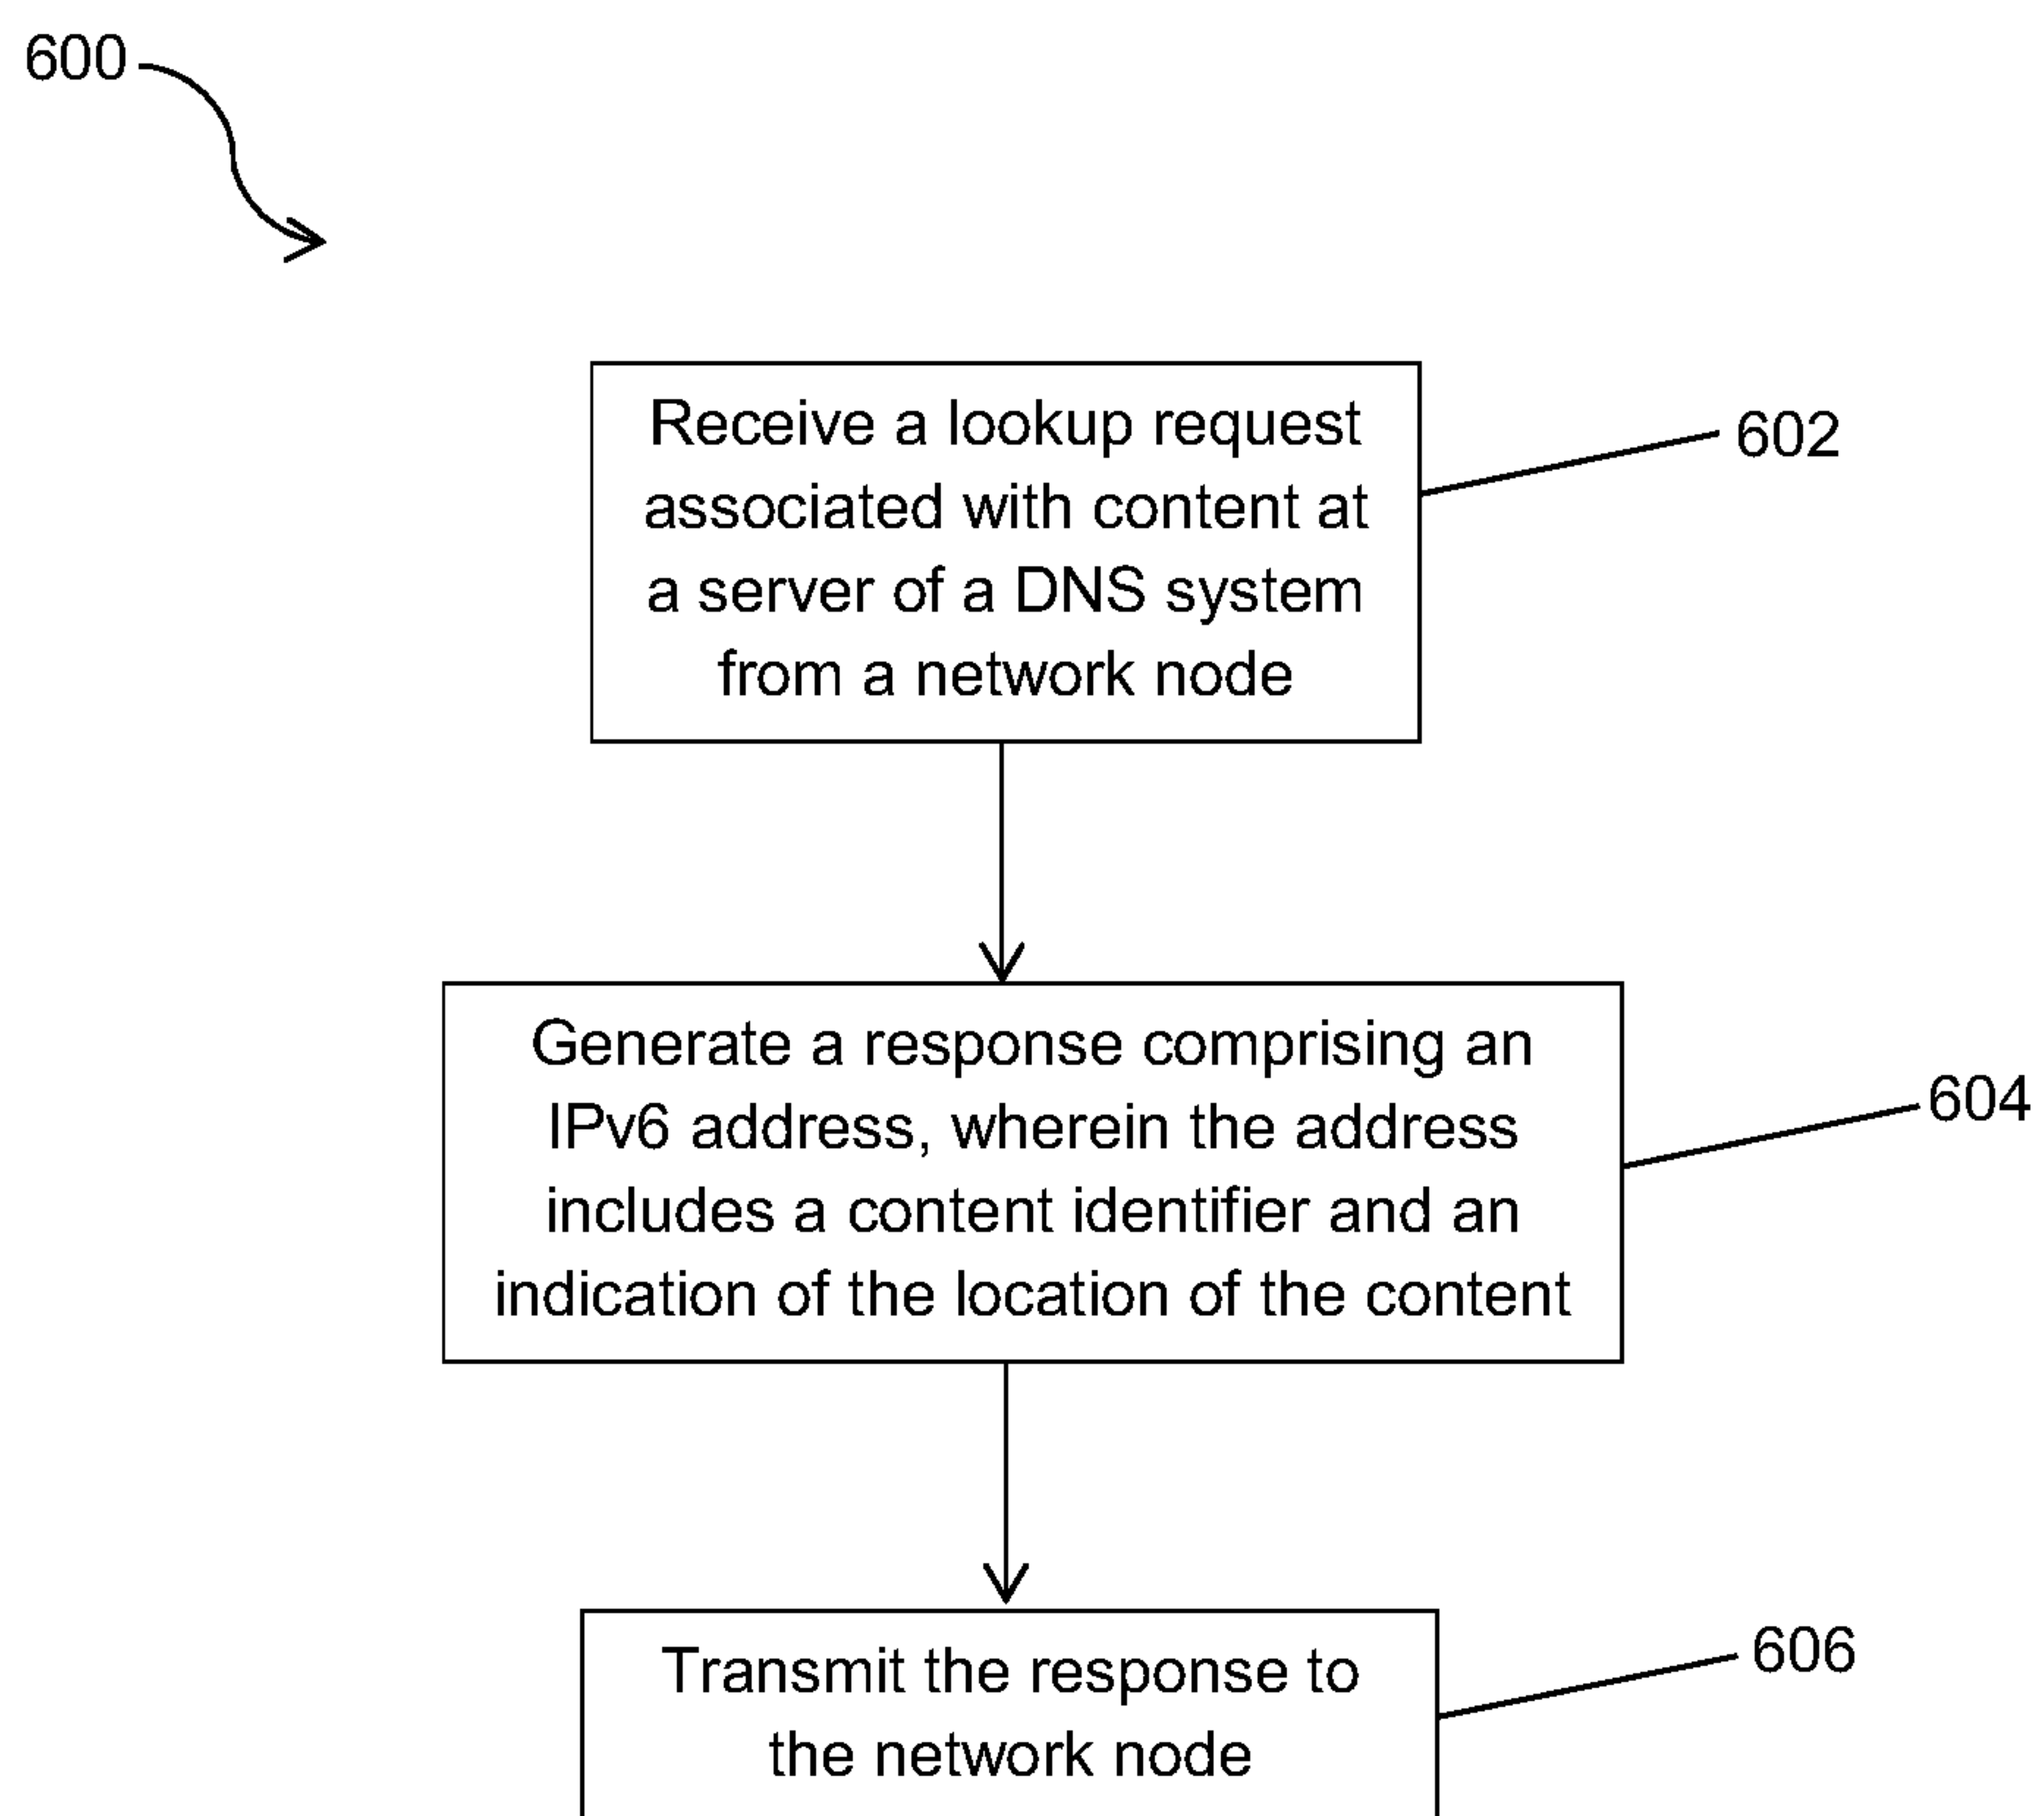 600
Receive a lookup request
associated with content at
a server of a DNS system
from a network node
602
Generate a response comprising an
IPv6 address, wherein the address
includes a content identifier and an
indication of the location of the content
604
Transmit the response to
the network node
606